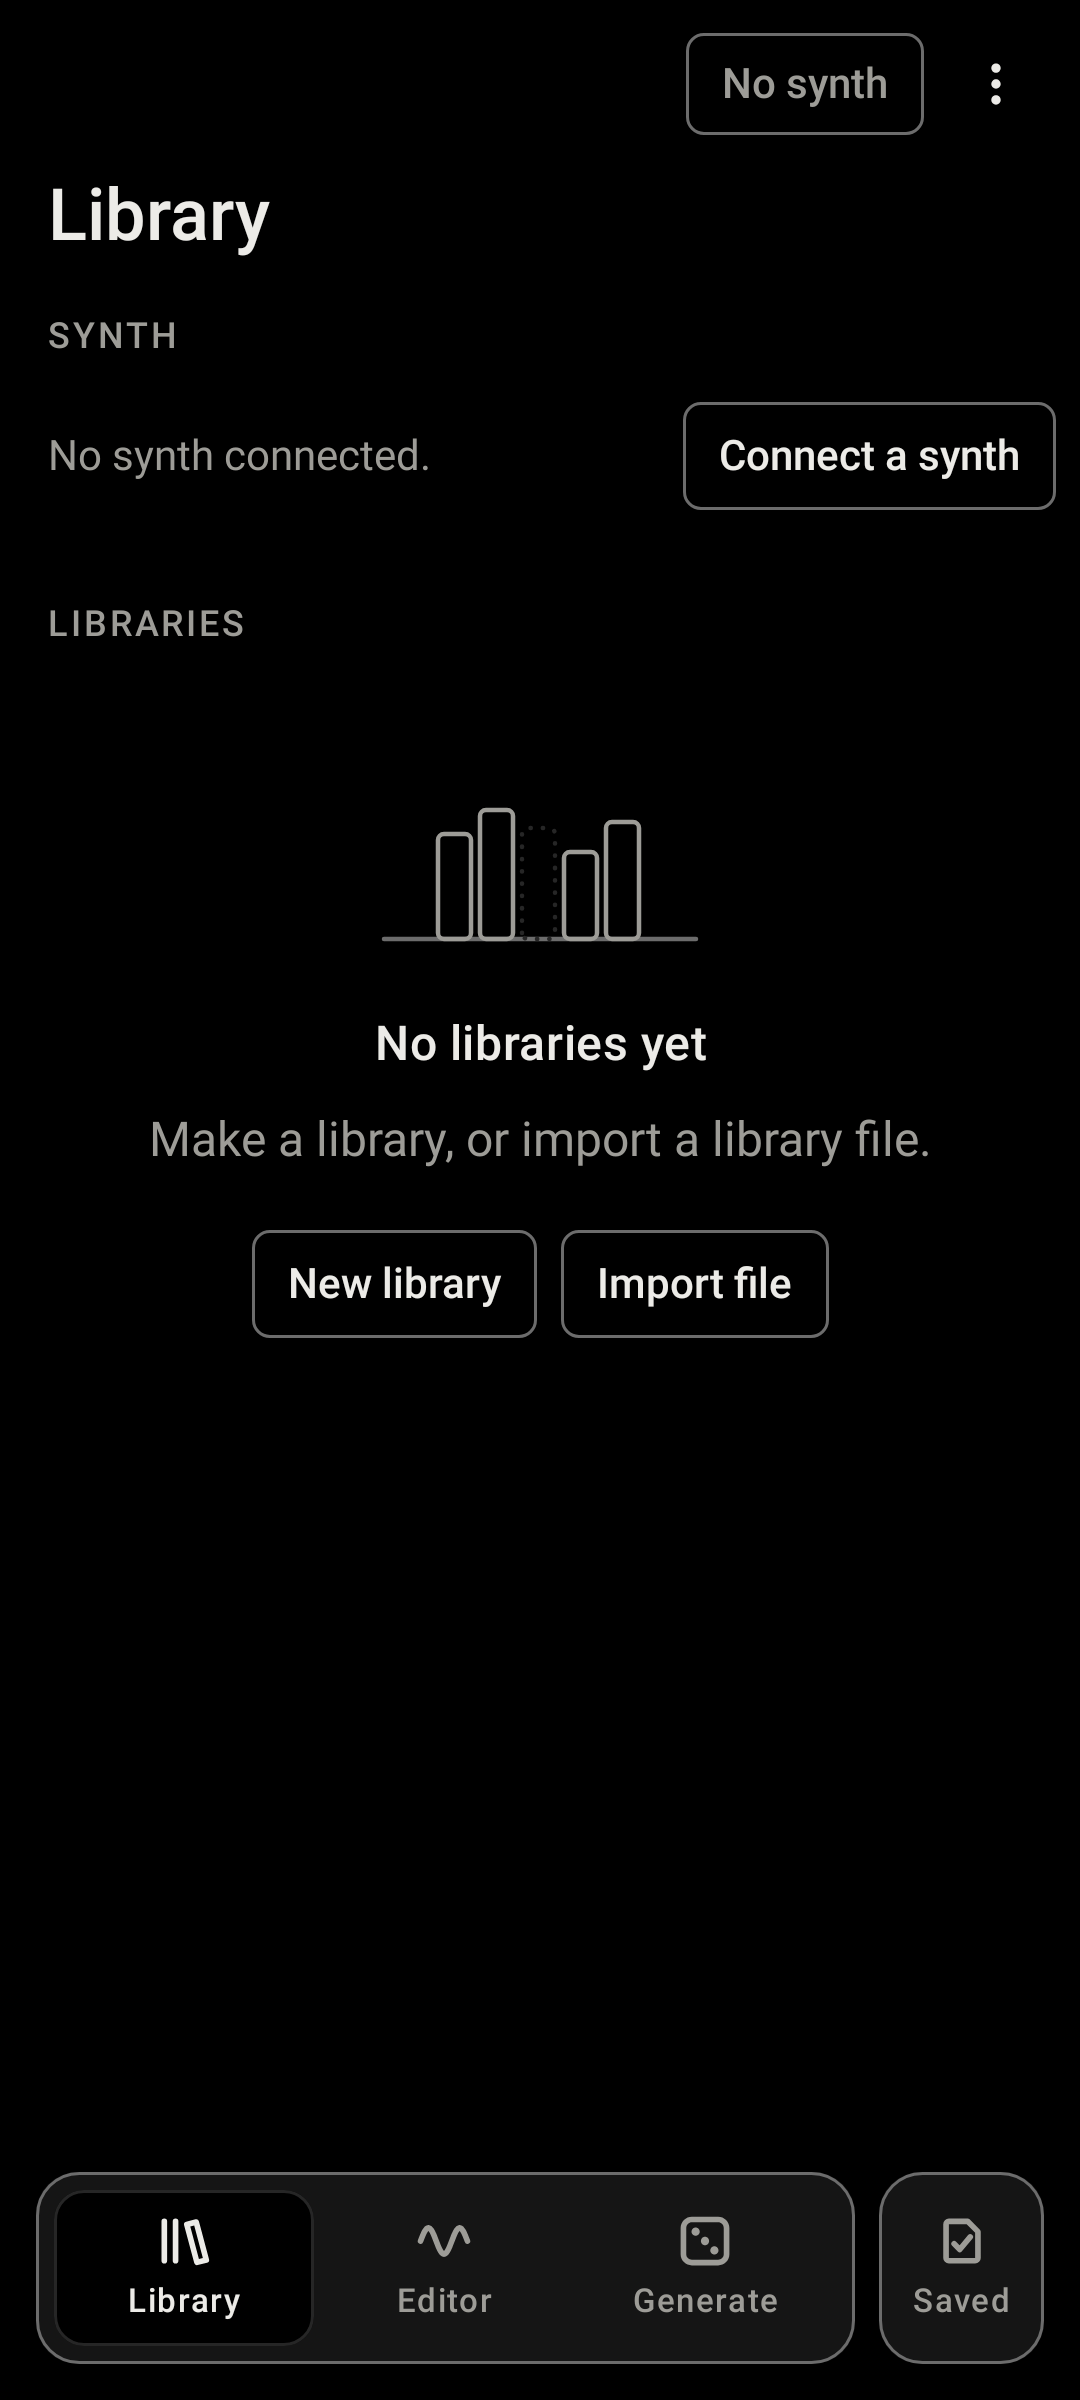 No synth
Library
SYNTH
No synth connected.
Connect a synth
LIBRARIES
No libraries yet
Make a library, or import a library file.
New library
Import file
Library
Editor
Generate
Saved